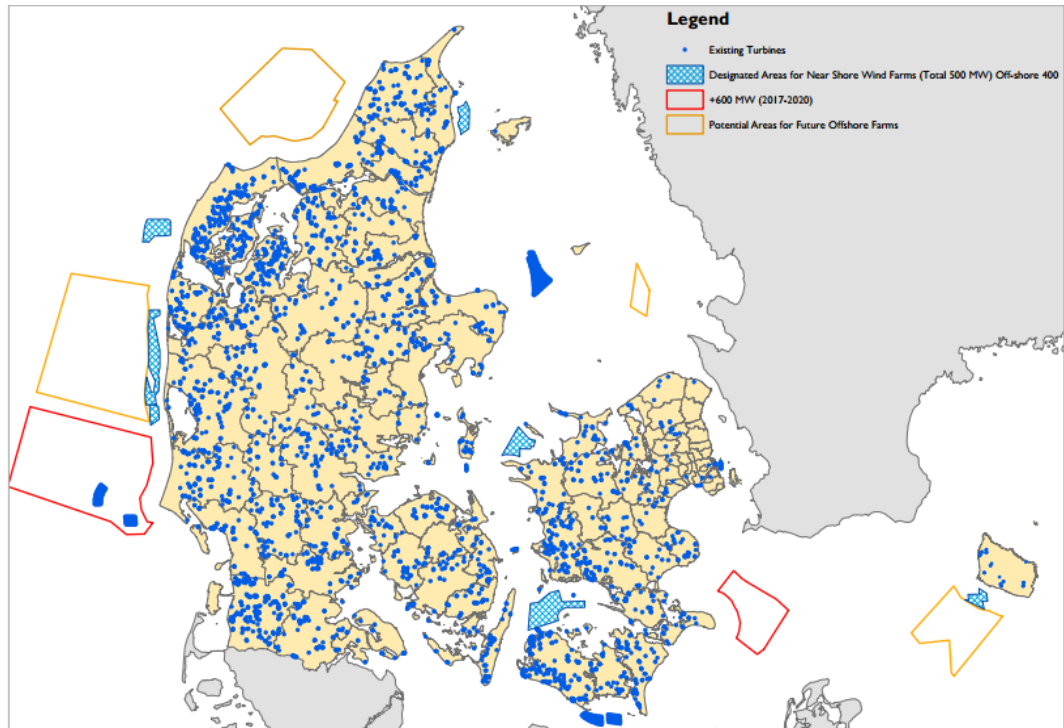 Legend
Existing Turbines
Designated Areas for Near Shore Wind Farms (Total 500 MW) Off-shore 400
+600 MW (2017-2020)
Potential Areas for Future Offshore Farms